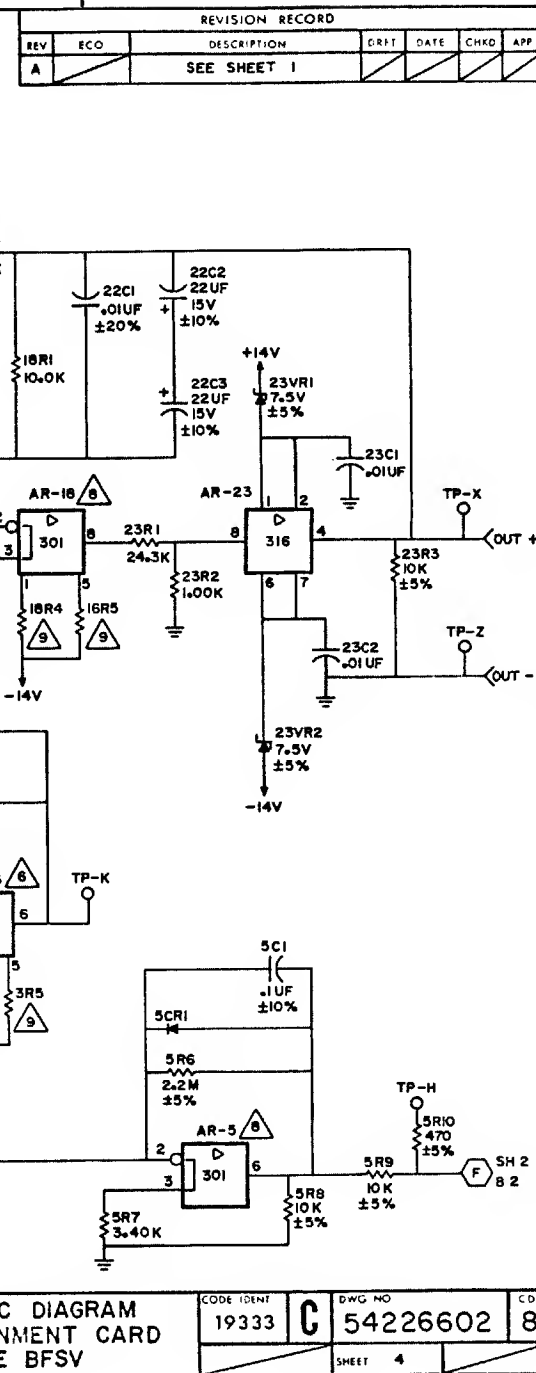 REVISION RECORD
REV ECO DESCRIPTION DRFT DATE CHKD APP
A SEE SHEET 1
22C1
.01UF
±20%
22C2
22UF
15V
±10%
18R1
10.0K
22C3
22UF
15V
±10%
+14V
23VR1
7.5V
±5%
23C1
.01UF
AR-18 8
AR-23
TP-X
3
301
8
23R1
24.3K
8
1 2
316
4
OUT +
1 5
23R2
1.00K
6 7
23R3
10K
±5%
18R4
9
16R5
9
-14V
23C2
.01UF
TP-Z
OUT -
23VR2
7.5V
±5%
-14V
6
TP-K
6
5
3R5
9
5C1
.1UF
±10%
5CR1
5R6
2.2M
±5%
TP-H
AR-5 8
5R10
470
±5%
2
3
301
6
5R9
10K
±5%
F
SH 2
B 2
5R7
3.40K
5R8
10K
±5%
C DIAGRAM
NMENT CARD
E BFSV
CODE IDENT
19333
C
DWG NO
54226602
CD
8
SHEET 4